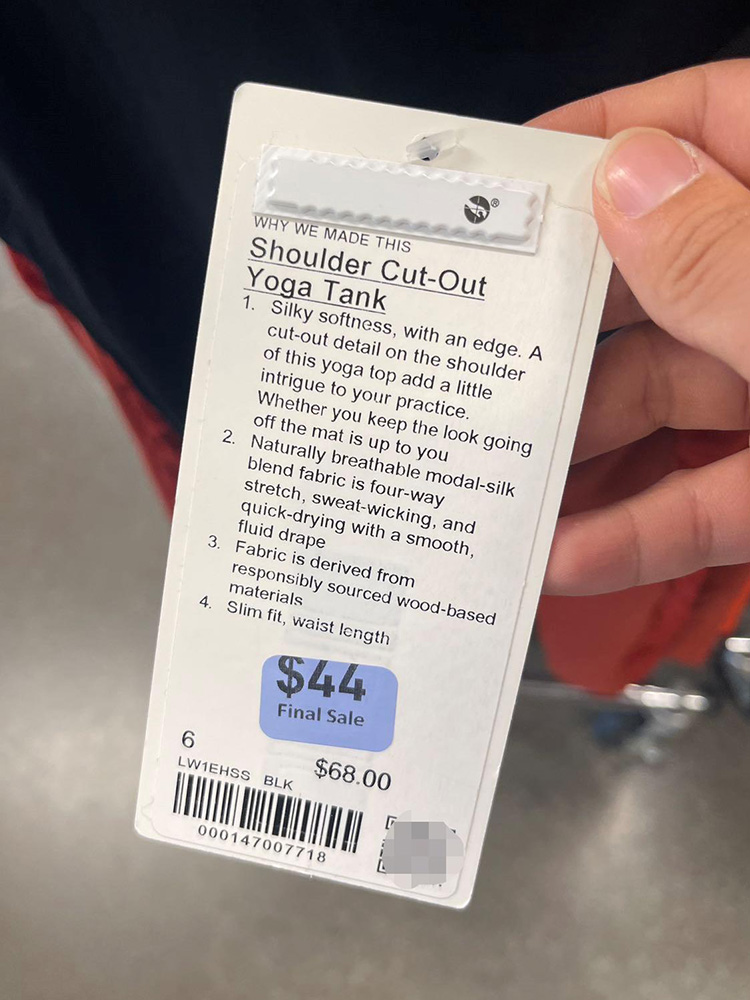 ®
WHY WE MADE THIS
Shoulder Cut-Out
Yoga Tank
1. Silky softness, with an edge. A
cut-out detail on the shoulder
of this yoga top add a little
intrigue to your practice.
Whether you keep the look going
off the mat is up to you
2. Naturally breathable modal-silk
blend fabric is four-way
stretch, sweat-wicking, and
quick-drying with a smooth,
fluid drape
3. Fabric is derived from
responsibly sourced wood-based
materials
4. Slim fit, waist length
$44
Final Sale
6
$68.00
LW1EHSS BLK
000147007718